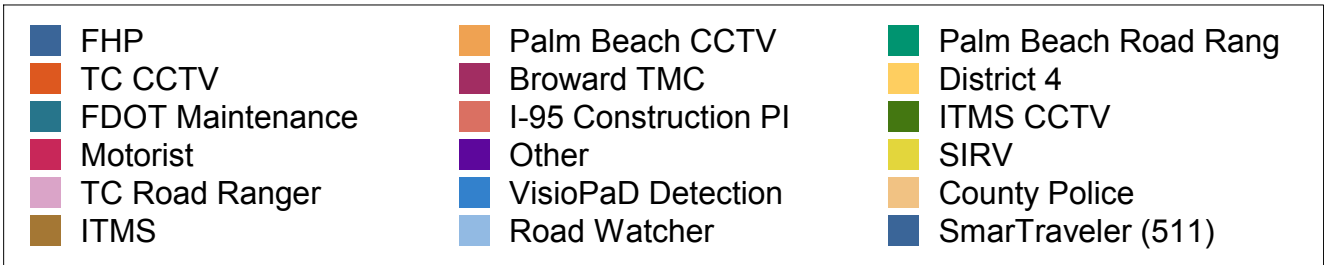 FHP
TC CCTV
FDOT Maintenance
Motorist
TC Road Ranger
ITMS
Palm Beach CCTV
Broward TMC
I-95 Construction PI
Other
VisioPaD Detection
Road Watcher
Palm Beach Road Rang
District 4
ITMS CCTV
SIRV
County Police
SmarTraveler (511)